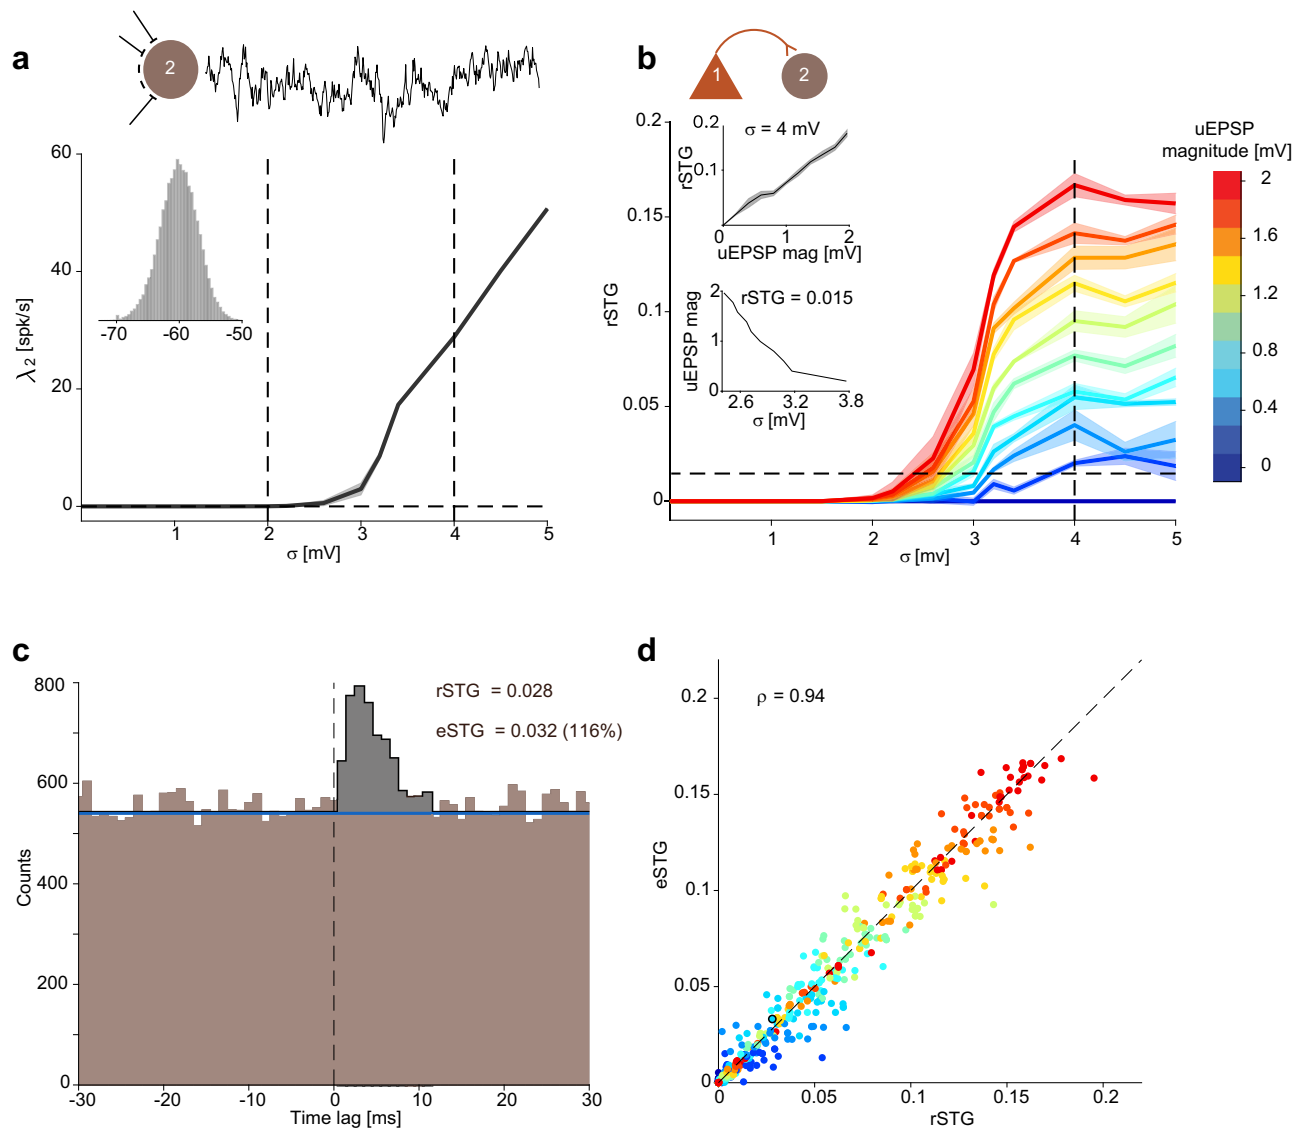 a
2
60
40
20
0
λ2 [spk/s]
-70 -60 -50
1 2 3 4 5
σ [mV]
b
1 2
0.2
0.15
0.1
0.05
0
rSTG
σ = 4 mV
0.2
0.1
rSTG
0 1 2
uEPSP mag [mV]
rSTG = 0.015
2
1
0
uEPSP mag
2.6 3.2 3.8
σ [mV]
1 2 3 4 5
σ [mv]
uEPSP
magnitude [mV]
2
1.6
1.2
0.8
0.4
0
c
rSTG = 0.028
eSTG = 0.032 (116%)
800
600
400
200
0
Counts
-30 -20 -10 0 10 20 30
Time lag [ms]
d
ρ = 0.94
0.2
0.15
0.1
0.05
0
eSTG
0 0.05 0.1 0.15 0.2
rSTG